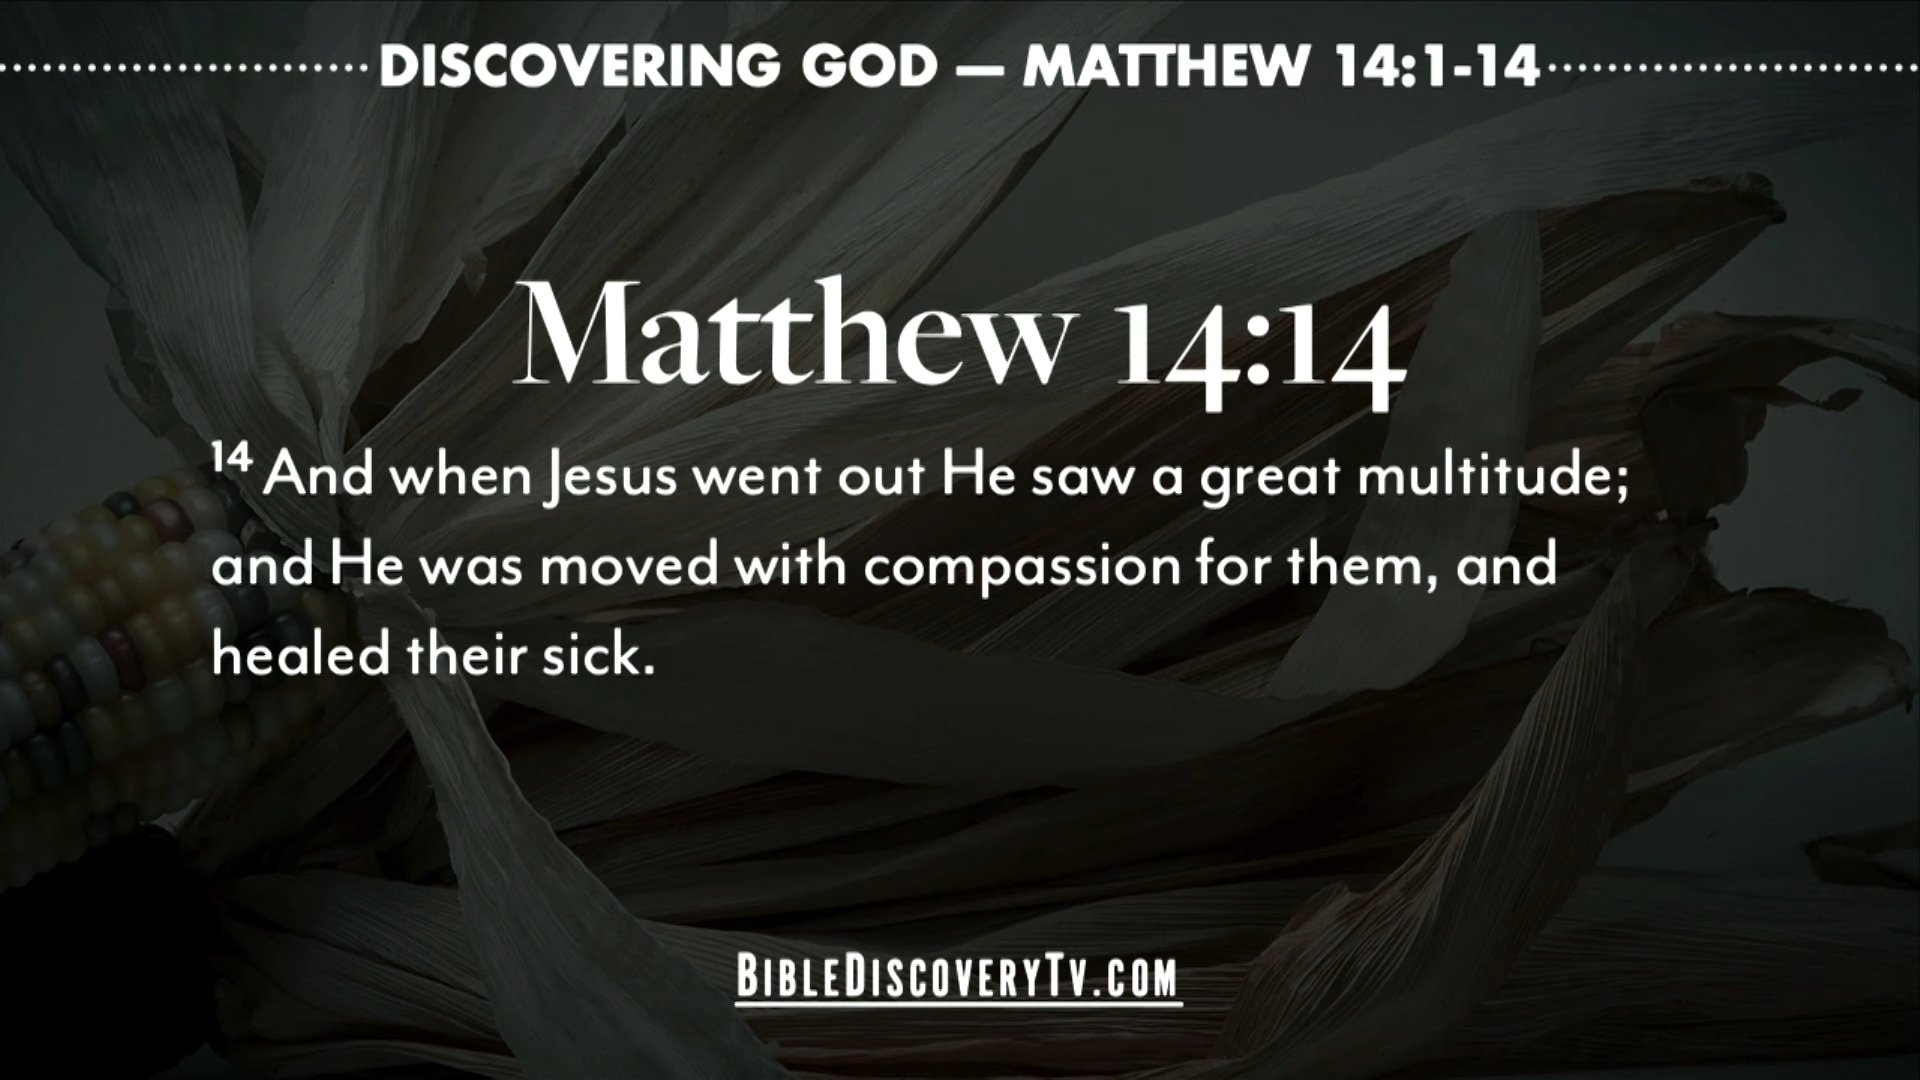 DISCOVERING GOD — MATTHEW 14:1-14
Matthew 14:14
14 And when Jesus went out He saw a great multitude;
and He was moved with compassion for them, and
healed their sick.
BIBLEDISCOVERYTV.COM